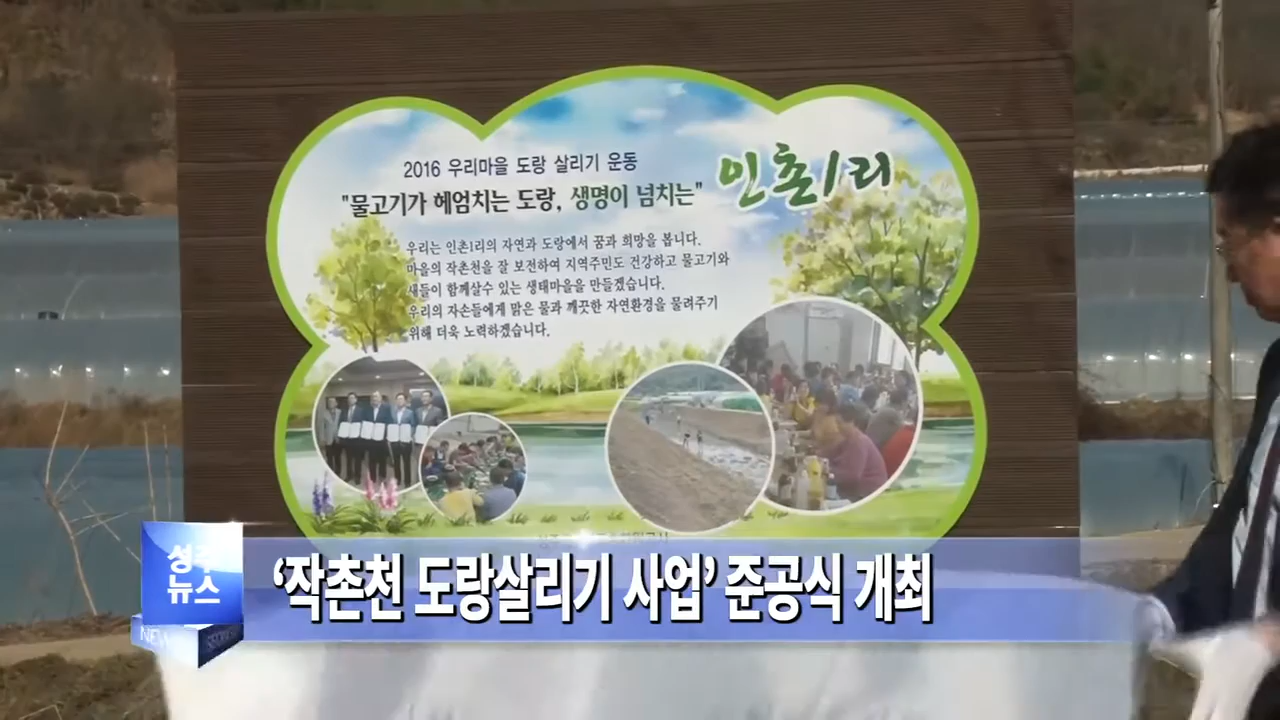 2016 우리마을 도랑 살리기 운동
"물고기가 헤엄치는 도랑, 생명이 넘치는" 인촌1리
우리는 인촌1리의 자연과 도랑에서 꿈과 희망을 봅니다.
마을의 작촌천을 잘 보전하여 지역주민도 건강하고 물고기와
새들이 함께살수 있는 생태마을을 만들겠습니다.
우리의 자손들에게 맑은 물과 깨끗한 자연환경을 물려주기
위해 더욱 노력하겠습니다.
성주
뉴스
NEWS
‘작촌천 도랑살리기 사업’ 준공식 개최